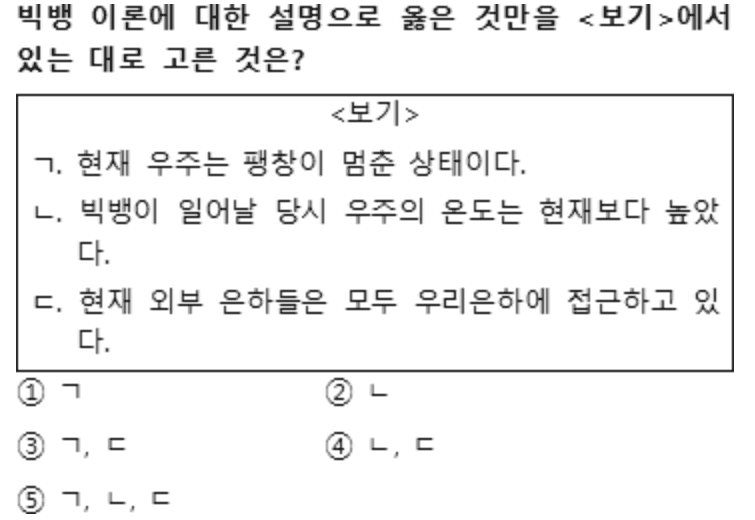 빅뱅 이론에 대한 설명으로 옳은 것만을 <보기>에서
있는 대로 고른 것은?
<보기>
ㄱ. 현재 우주는 팽창이 멈춘 상태이다.
ㄴ. 빅뱅이 일어날 당시 우주의 온도는 현재보다 높았
다.
ㄷ. 현재 외부 은하들은 모두 우리은하에 접근하고 있
다.
① ㄱ ② ㄴ
③ ㄱ, ㄷ ④ ㄴ, ㄷ
⑤ ㄱ, ㄴ, ㄷ